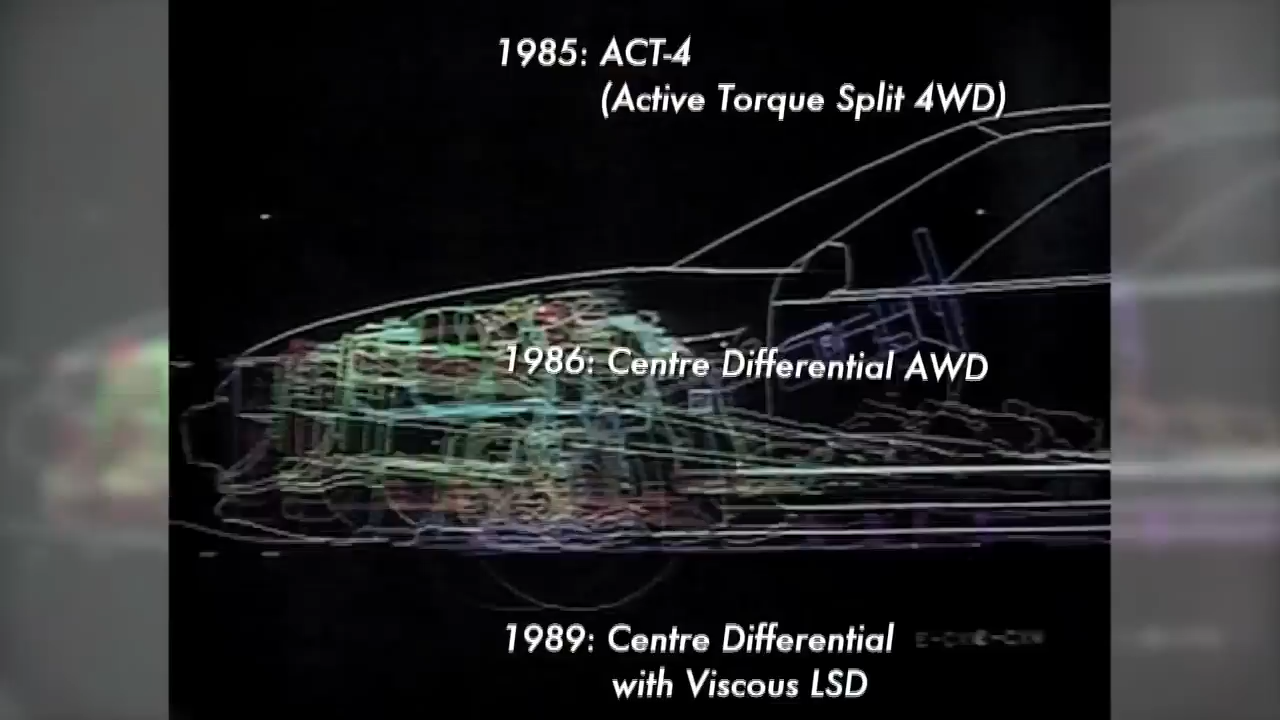 1985: ACT-4
(Active Torque Split 4WD)
1986: Centre Differential AWD
1989: Centre Differential
with Viscous LSD